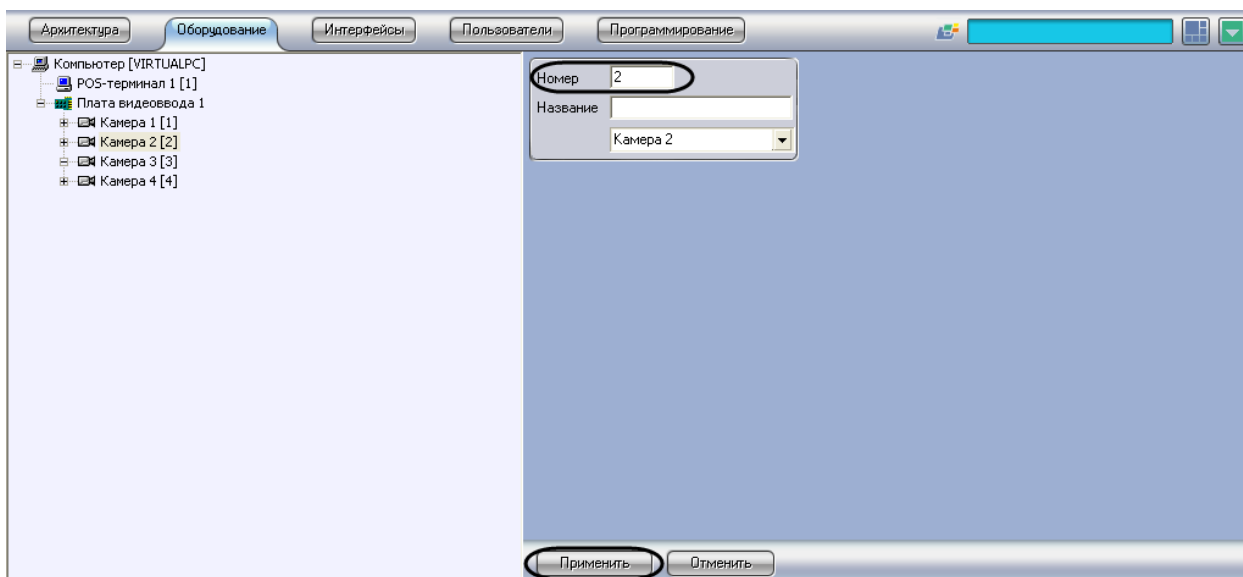 Архитектура Оборудование Интерфейсы Пользователи Программирование
Компьютер [VIRTUALPC]
POS-терминал 1 [1]
Плата видеоввода 1
Камера 1 [1]
Камера 2 [2]
Камера 3 [3]
Камера 4 [4]
Номер 2
Название
Камера 2
Применить Отменить